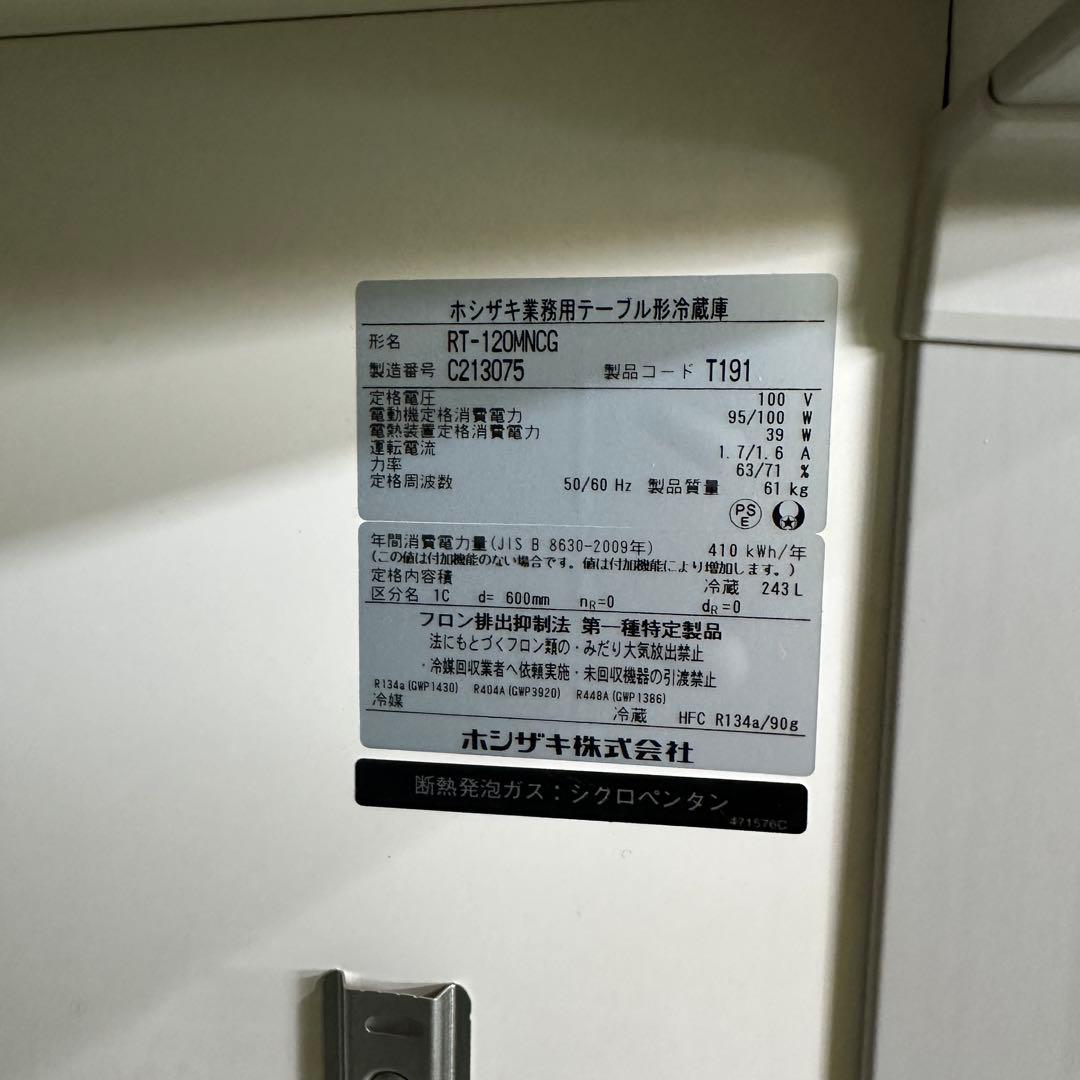 ホシザキ業務用テーブル形冷蔵庫
形名 RT-120MNCG
製造番号 C213075 製品コード T191
定格電圧 100 V
電動機定格消費電力 95/100 W
電熱装置定格消費電力 39 W
運転電流 1.7/1.6 A
力率 63/71 %
定格周波数 50/60 Hz 製品質量 61 kg
PS E
年間消費電力量(JIS B 8630-2009年) 410 kWh/年
(この値は付加機能のない場合です。値は付加機能により増加します。)
定格内容積 冷蔵 243 L
区分名 1C d= 600mm nR=0 dR=0
フロン排出抑制法 第一種特定製品
法にもとづくフロン類の・みだり大気放出禁止
・冷媒回収業者へ依頼実施・未回収機器の引渡禁止
R134a(GWP1430) R404A(GWP3920) R448A(GWP1386)
冷媒 冷蔵 HFC R134a/90g
ホシザキ株式会社
断熱発泡ガス：シクロペンタン
471576C